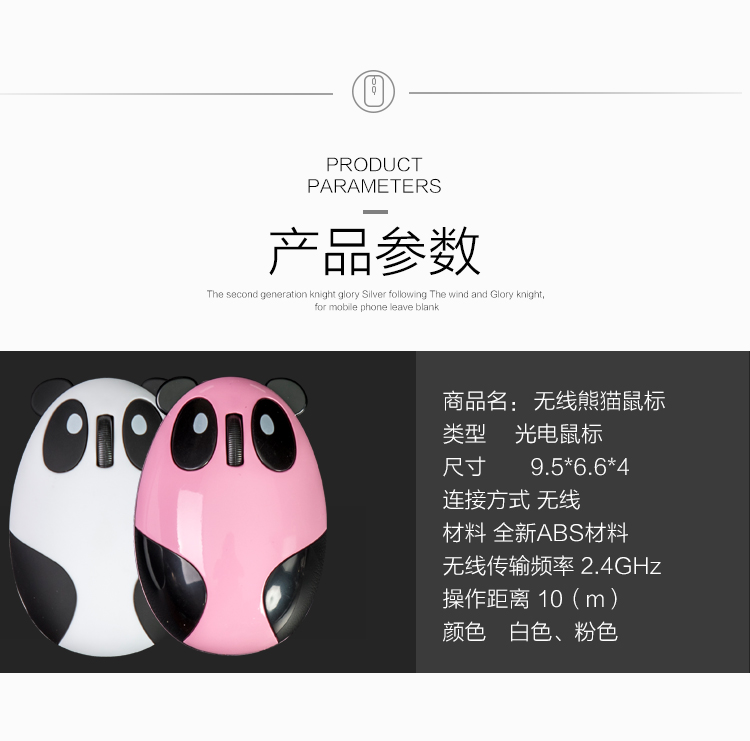 PRODUCT
PARAMETERS
产品参数
The second generation knight glory Silver following The wind and Glory knight,
for mobile phone leave blank
商品名：无线熊猫鼠标
类型 光电鼠标
尺寸 9.5*6.6*4
连接方式 无线
材料 全新ABS材料
无线传输频率 2.4GHz
操作距离 10（m）
颜色 白色、粉色